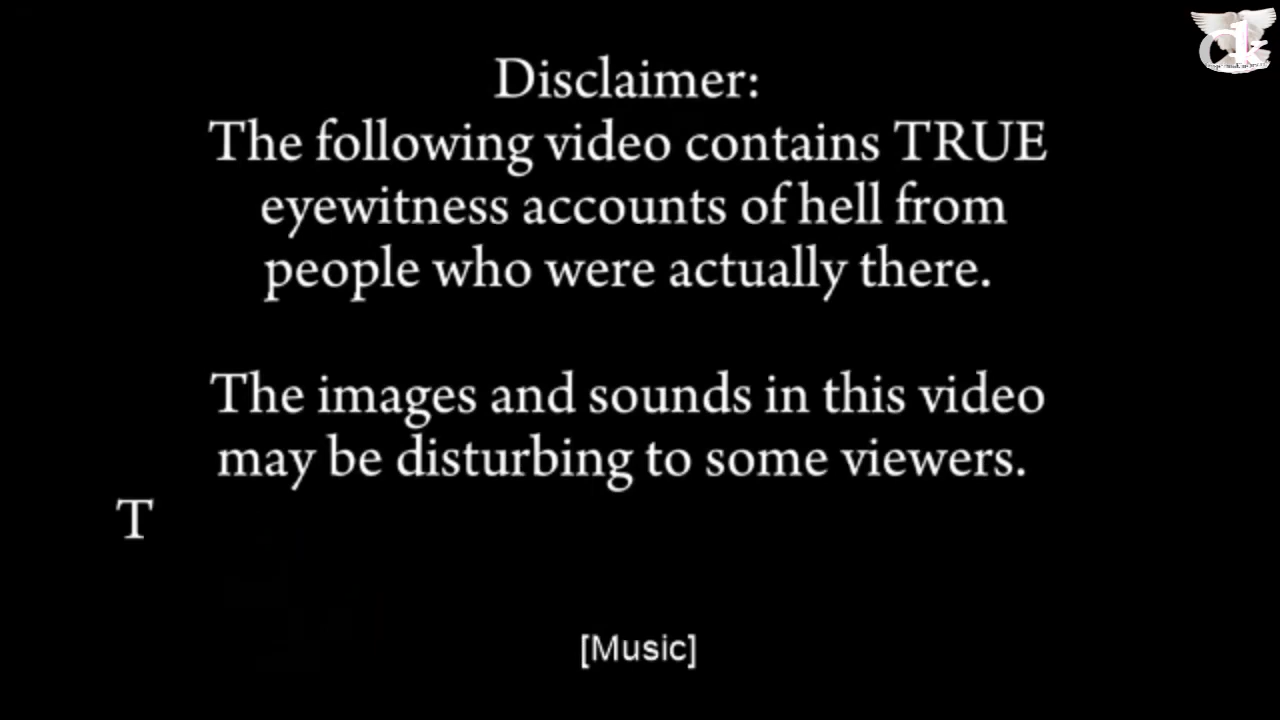 Disclaimer:
The following video contains TRUE
eyewitness accounts of hell from
people who were actually there.
The images and sounds in this video
may be disturbing to some viewers.
T
[Music]